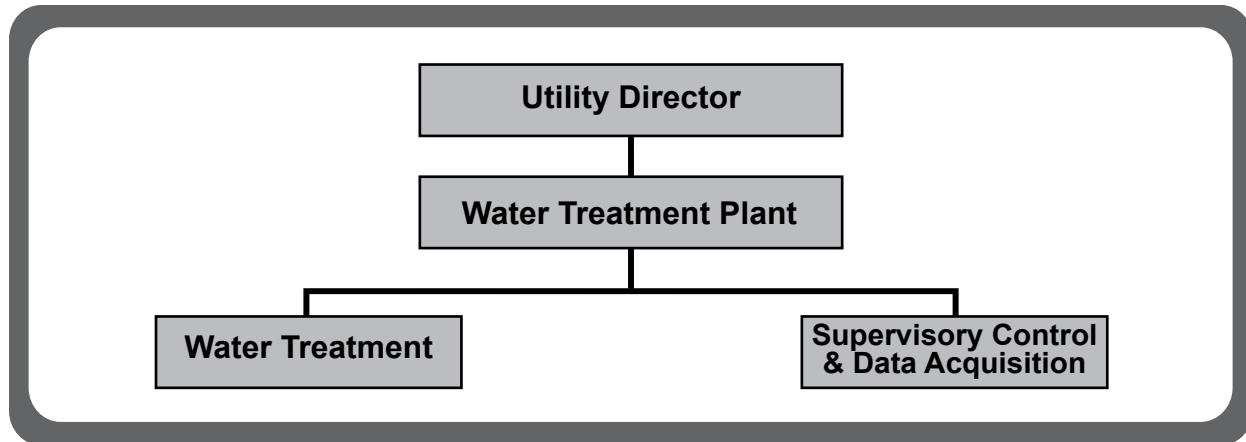 Utility Director
Water Treatment Plant
Water Treatment
Supervisory Control
& Data Acquisition